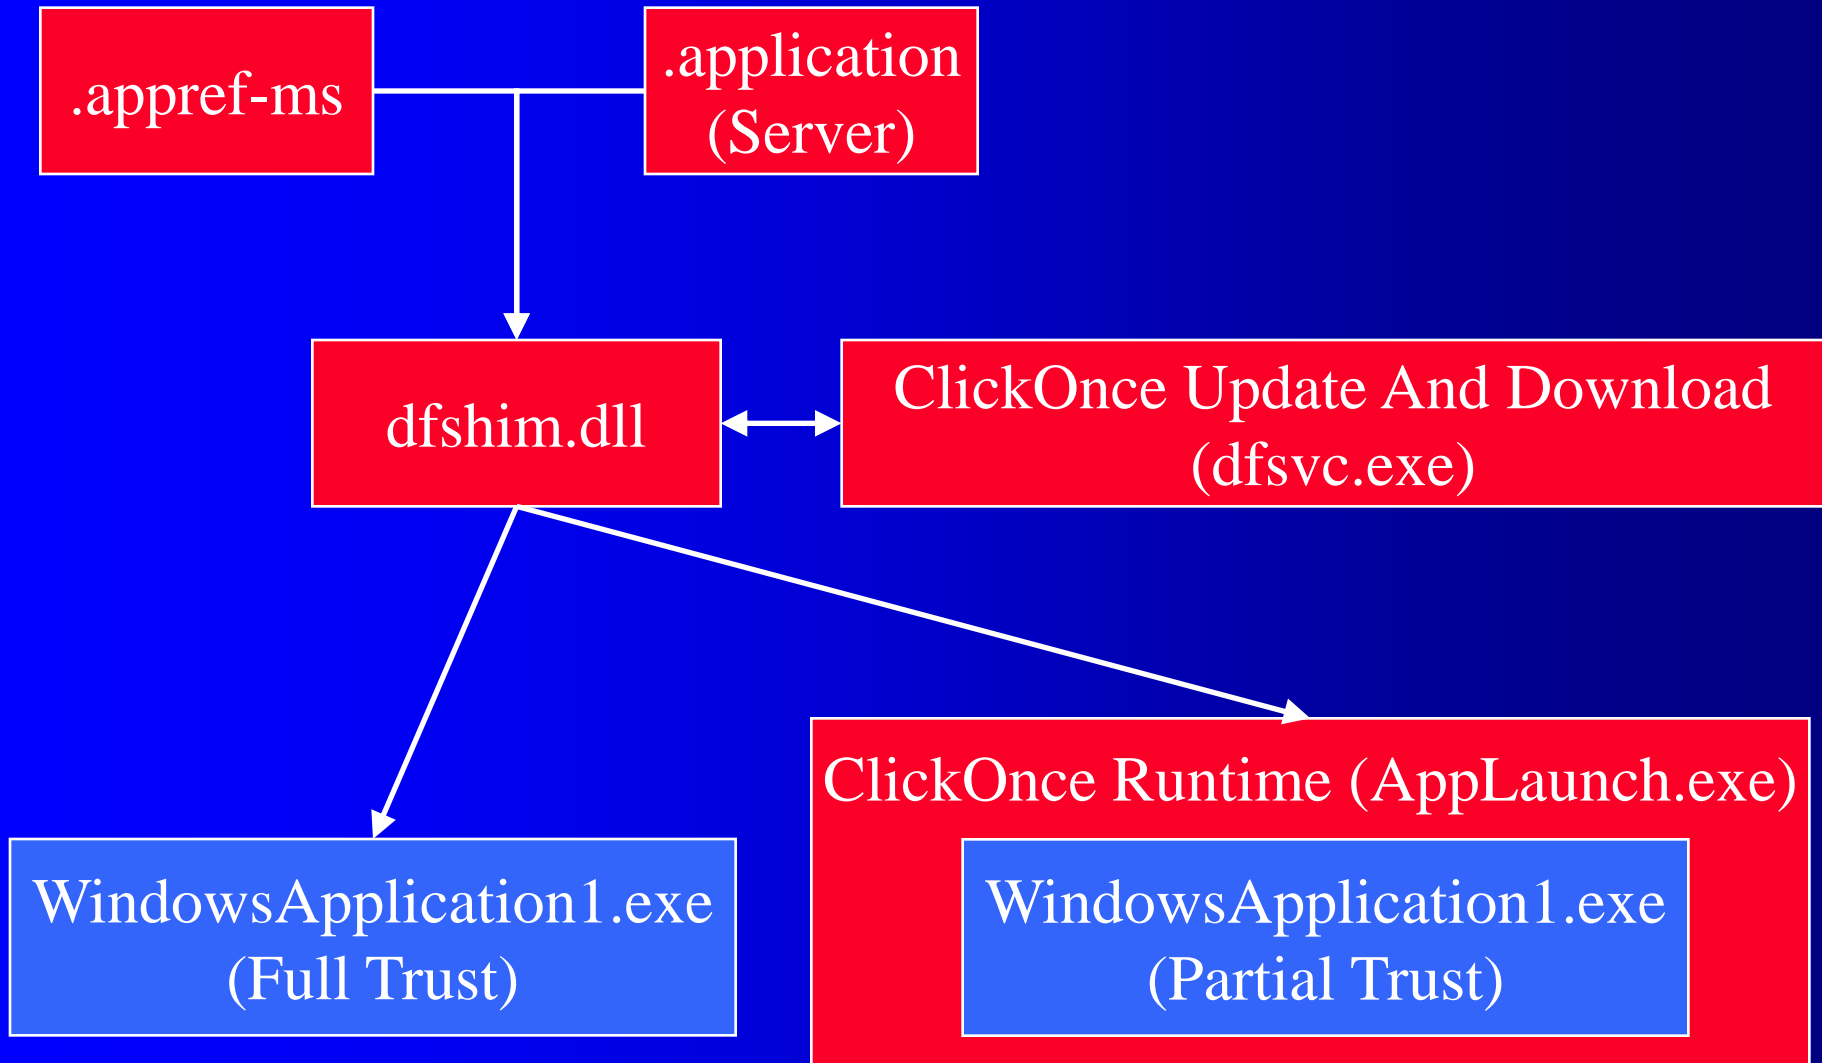 .appref-ms
.application
(Server)
dfshim.dll
ClickOnce Update And Download
(dfsvc.exe)
ClickOnce Runtime (AppLaunch.exe)
WindowsApplication1.exe
(Full Trust)
WindowsApplication1.exe
(Partial Trust)